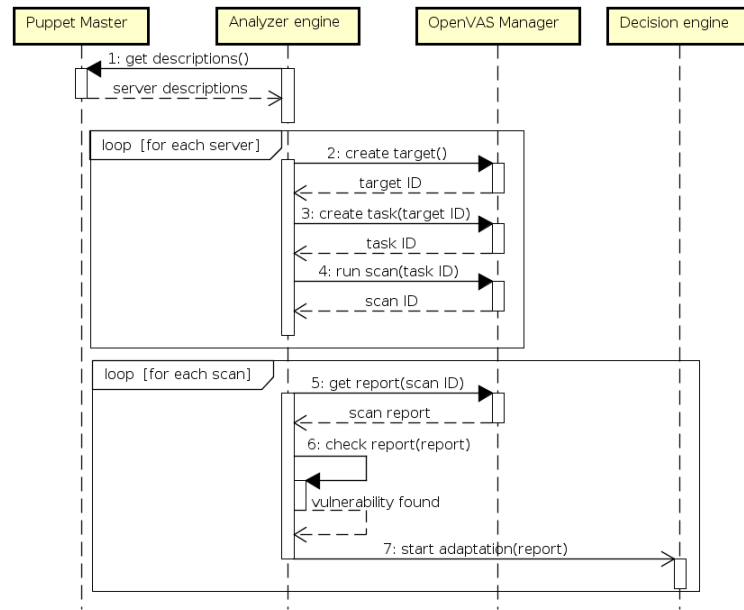 Puppet Master
Analyzer engine
OpenVAS Manager
Decision engine
1: get descriptions()
server descriptions
loop [for each server]
2: create target()
target ID
3: create task(target ID)
task ID
4: run scan(task ID)
scan ID
loop [for each scan]
5: get report(scan ID)
scan report
6: check report(report)
vulnerability found
7: start adaptation(report)